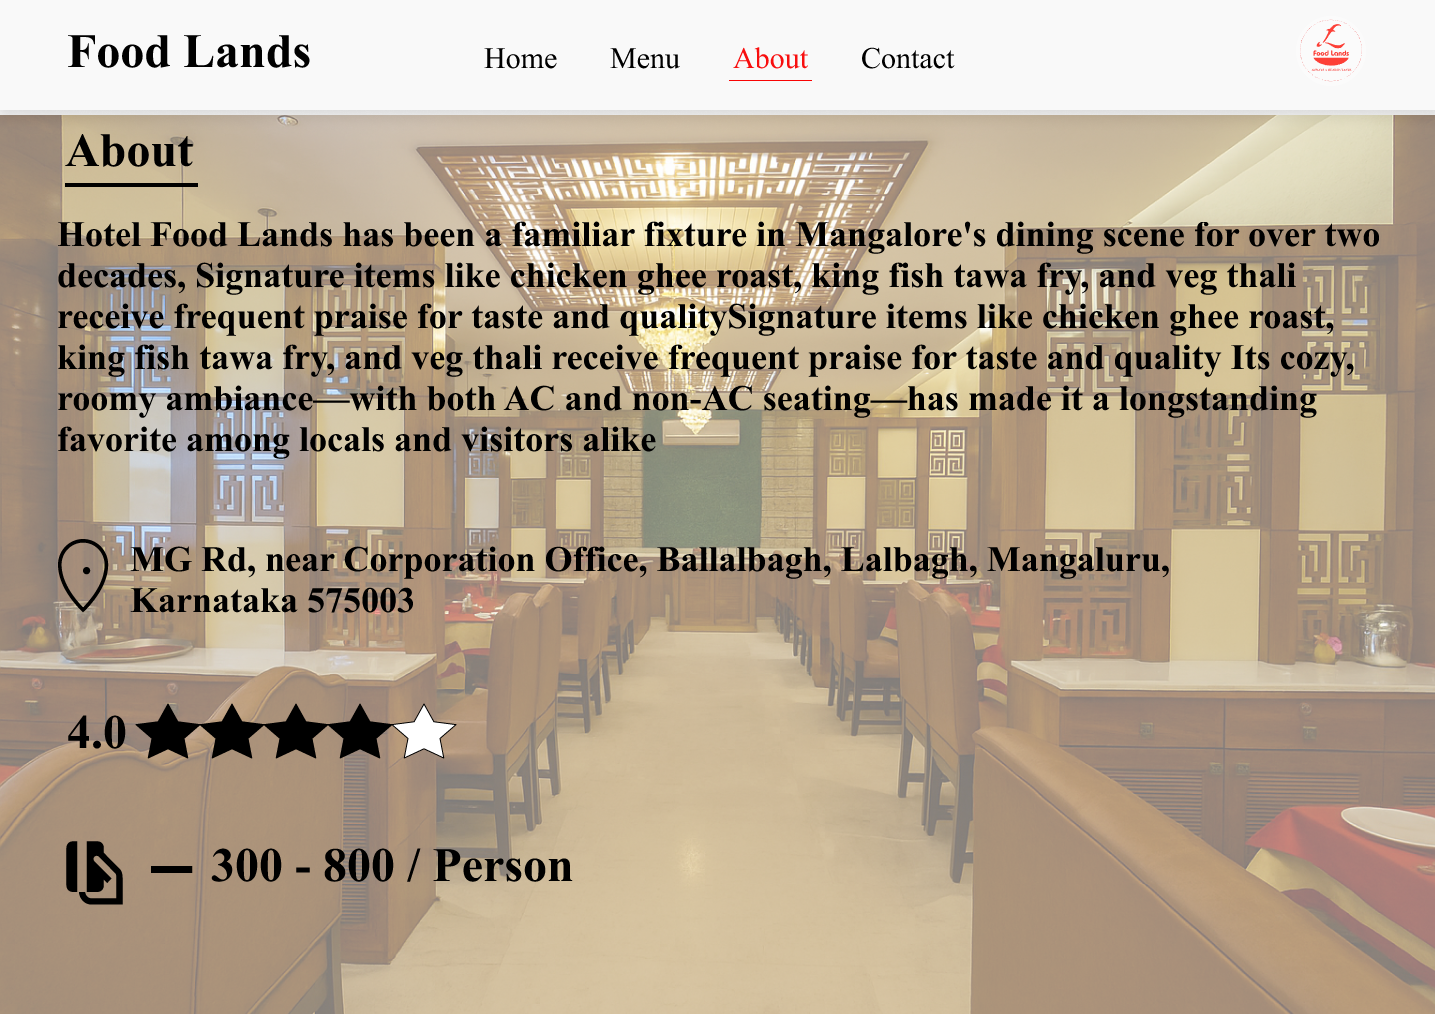 Food Lands
Home Menu About Contact
Food Lands
About
Hotel Food Lands has been a familiar fixture in Mangalore's dining scene for over two
decades, Signature items like chicken ghee roast, king fish tawa fry, and veg thali
receive frequent praise for taste and qualitySignature items like chicken ghee roast,
king fish tawa fry, and veg thali receive frequent praise for taste and quality Its cozy,
roomy ambiance—with both AC and non-AC seating—has made it a longstanding
favorite among locals and visitors alike
MG Rd, near Corporation Office, Ballalbagh, Lalbagh, Mangaluru,
Karnataka 575003
4.0
— 300 - 800 / Person